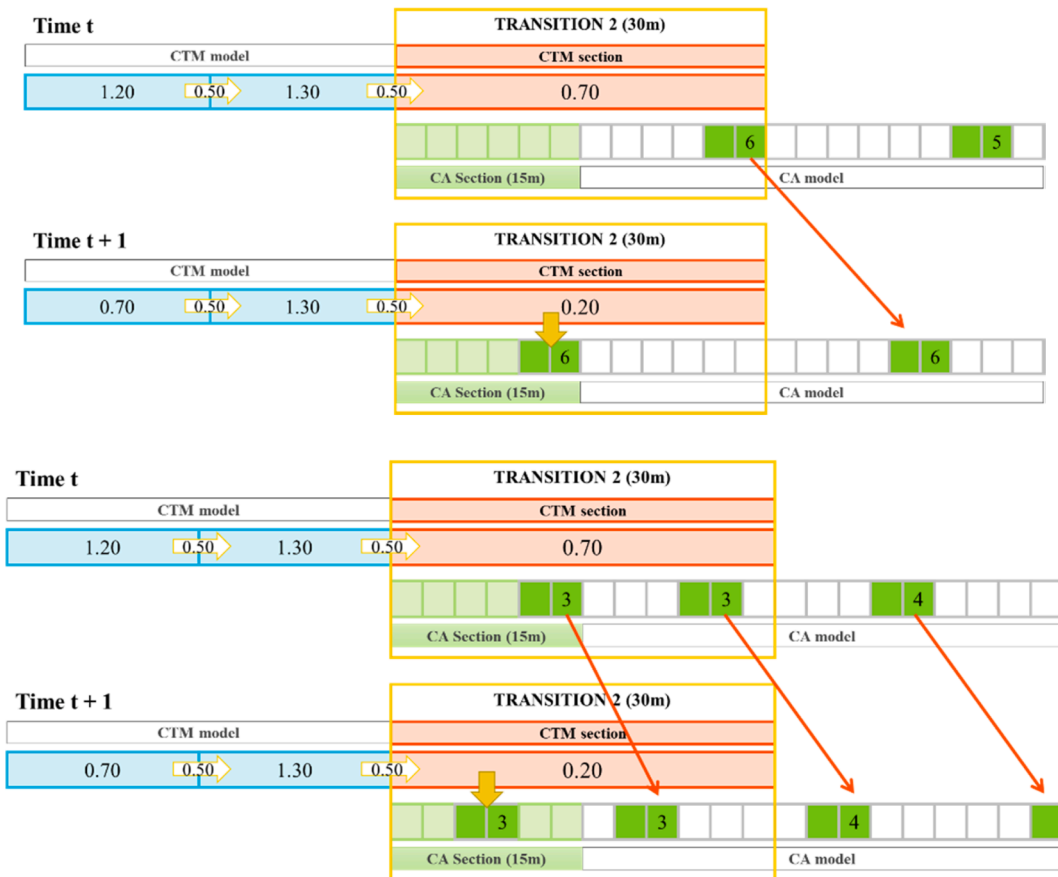 Time t
TRANSITION 2 (30m)
CTM model
CTM section
1.20 0.50 1.30 0.50 0.70
6 5
CA Section (15m) CA model
Time t + 1
TRANSITION 2 (30m)
CTM model
CTM section
0.70 0.50 1.30 0.50 0.20
6 6
CA Section (15m) CA model
Time t
TRANSITION 2 (30m)
CTM model
CTM section
1.20 0.50 1.30 0.50 0.70
3 3 4
CA Section (15m) CA model
Time t + 1
TRANSITION 2 (30m)
CTM model
CTM section
0.70 0.50 1.30 0.50 0.20
3 3 4
CA Section (15m) CA model